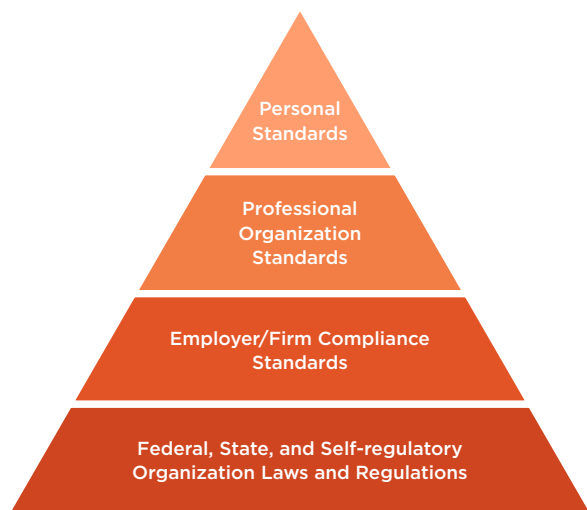 Personal
Standards
Professional
Organization
Standards
Employer/Firm Compliance
Standards
Federal, State, and Self-regulatory
Organization Laws and Regulations